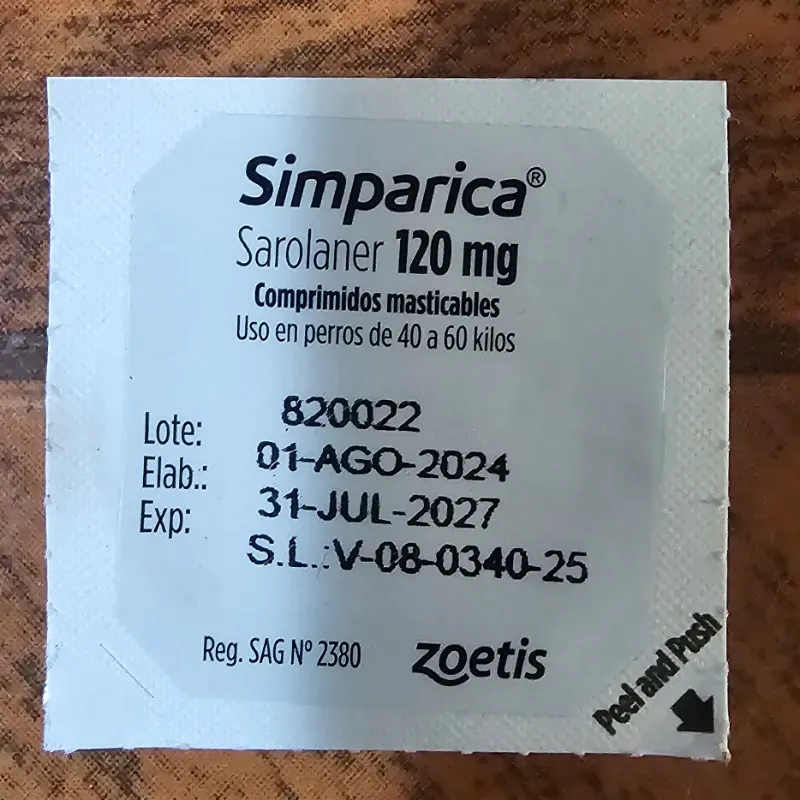 Simparica®
Sarolaner 120 mg
Comprimidos masticables
Uso en perros de 40 a 60 kilos
Lote: 820022
Elab.: 01-AGO-2024
Exp: 31-JUL-2027
S.L.:V-08-0340-25
Reg. SAG Nº 2380
zoetis
Peel and Push